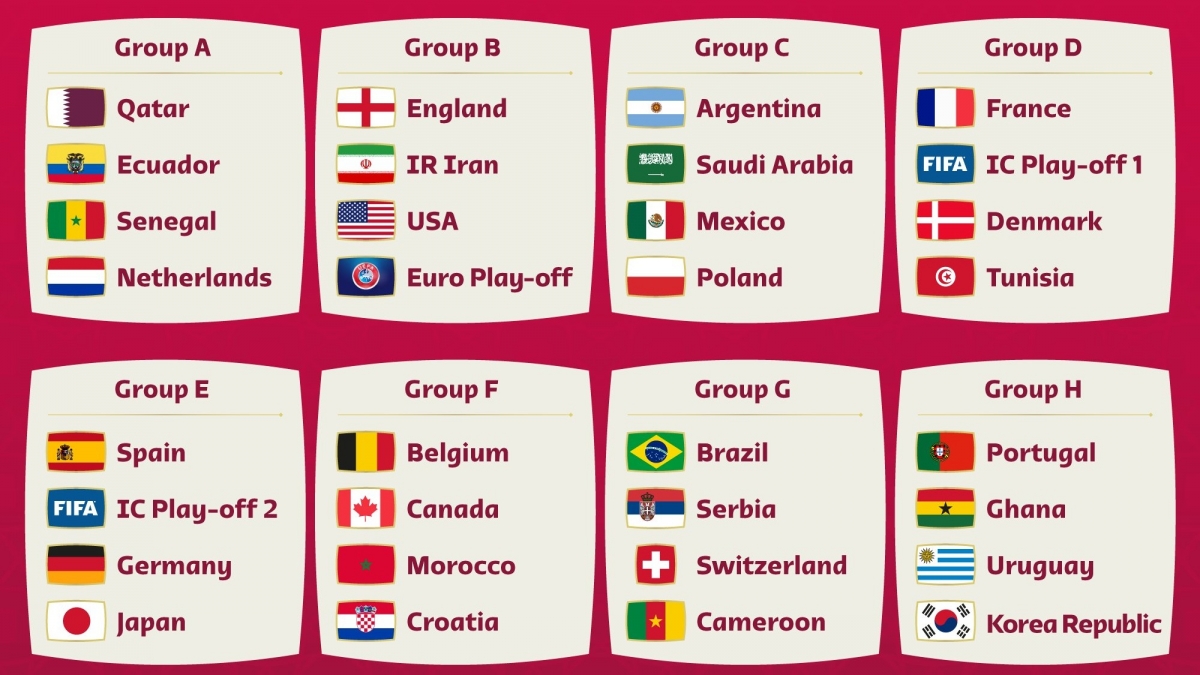 Group A
Qatar
Ecuador
Senegal
Netherlands
Group B
England
IR Iran
USA
Euro Play-off
Group C
Argentina
Saudi Arabia
Mexico
Poland
Group D
France
FIFA IC Play-off 1
Denmark
Tunisia
Group E
Spain
FIFA IC Play-off 2
Germany
Japan
Group F
Belgium
Canada
Morocco
Croatia
Group G
Brazil
Serbia
Switzerland
Cameroon
Group H
Portugal
Ghana
Uruguay
Korea Republic